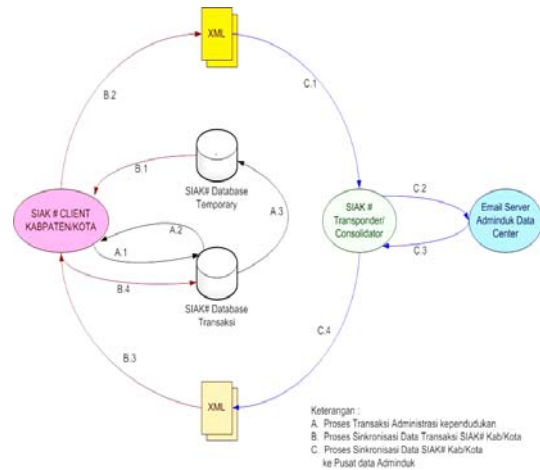 XML
B.2
C.1
B.1
SIAK# Database
Temporary
A.3
SIAK # CLIENT
KABPATEN/KOTA
A.2
A.1
B.4
SIAK #
Transponder/
Consolidator
C.2
Email Server
Adminduk Data
Center
C.3
SIAK# Database
Transaksi
C.4
B.3
XML
Keterangan :
A. Proses Transaksi Administrasi kependudukan
B. Proses Sinkronisasi Data Transaksi SIAK# Kab/Kota
C. Proses Sinkronisasi Data SIAK# Kab/Kota
ke Pusat data Adminduk